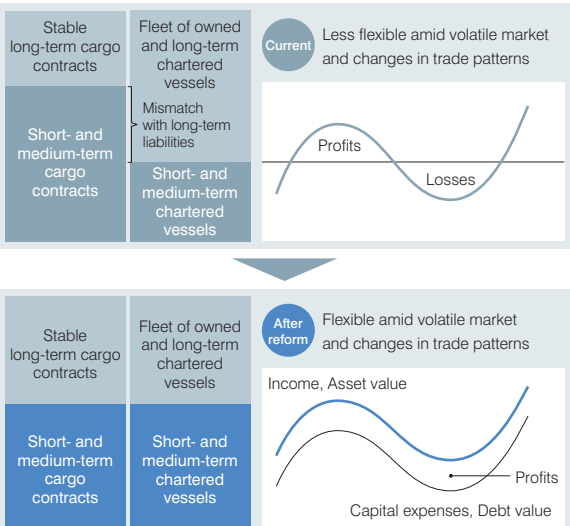 Stable
long-term cargo
contracts
Fleet of owned
and long-term
chartered
vessels
Mismatch
with long-term
liabilities
Short- and
medium-term
cargo
contracts
Short- and
medium-term
chartered
vessels
Current
Less flexible amid volatile market
and changes in trade patterns
Profits
Losses
Stable
long-term cargo
contracts
Fleet of owned
and long-term
chartered
vessels
Short- and
medium-term
cargo
contracts
Short- and
medium-term
chartered
vessels
After
reform
Flexible amid volatile market
and changes in trade patterns
Income, Asset value
Profits
Capital expenses, Debt value